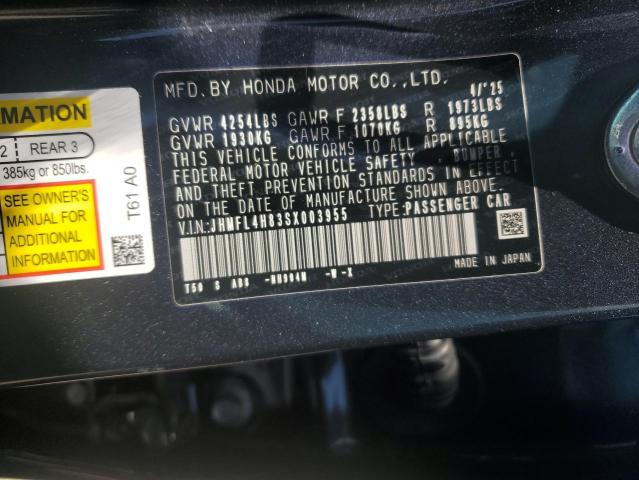 RMATION
2 REAR 3
385kg or 850lbs.
SEE OWNER'S
MANUAL FOR
ADDITIONAL
INFORMATION
T61 A0
MFD.BY HONDA MOTOR CO.,LTD. 4/'25
GVWR 4254LBS GAWR F 2358LBS R 1973LBS
GVWR 1930KG GAWR F 1070KG R 895KG
THIS VEHICLE CONFORMS TO ALL APPLICABLE
FEDERAL MOTOR VEHICLE SAFETY , BUMPER ,
AND THEFT PREVENTION STANDARDS IN EFFECT
ON THE DATE OF MANUFACTURE SHOWN ABOVE.
V.I.N:JHMFL4H83SX003955 TYPE:PASSENGER CAR
MADE IN JAPAN